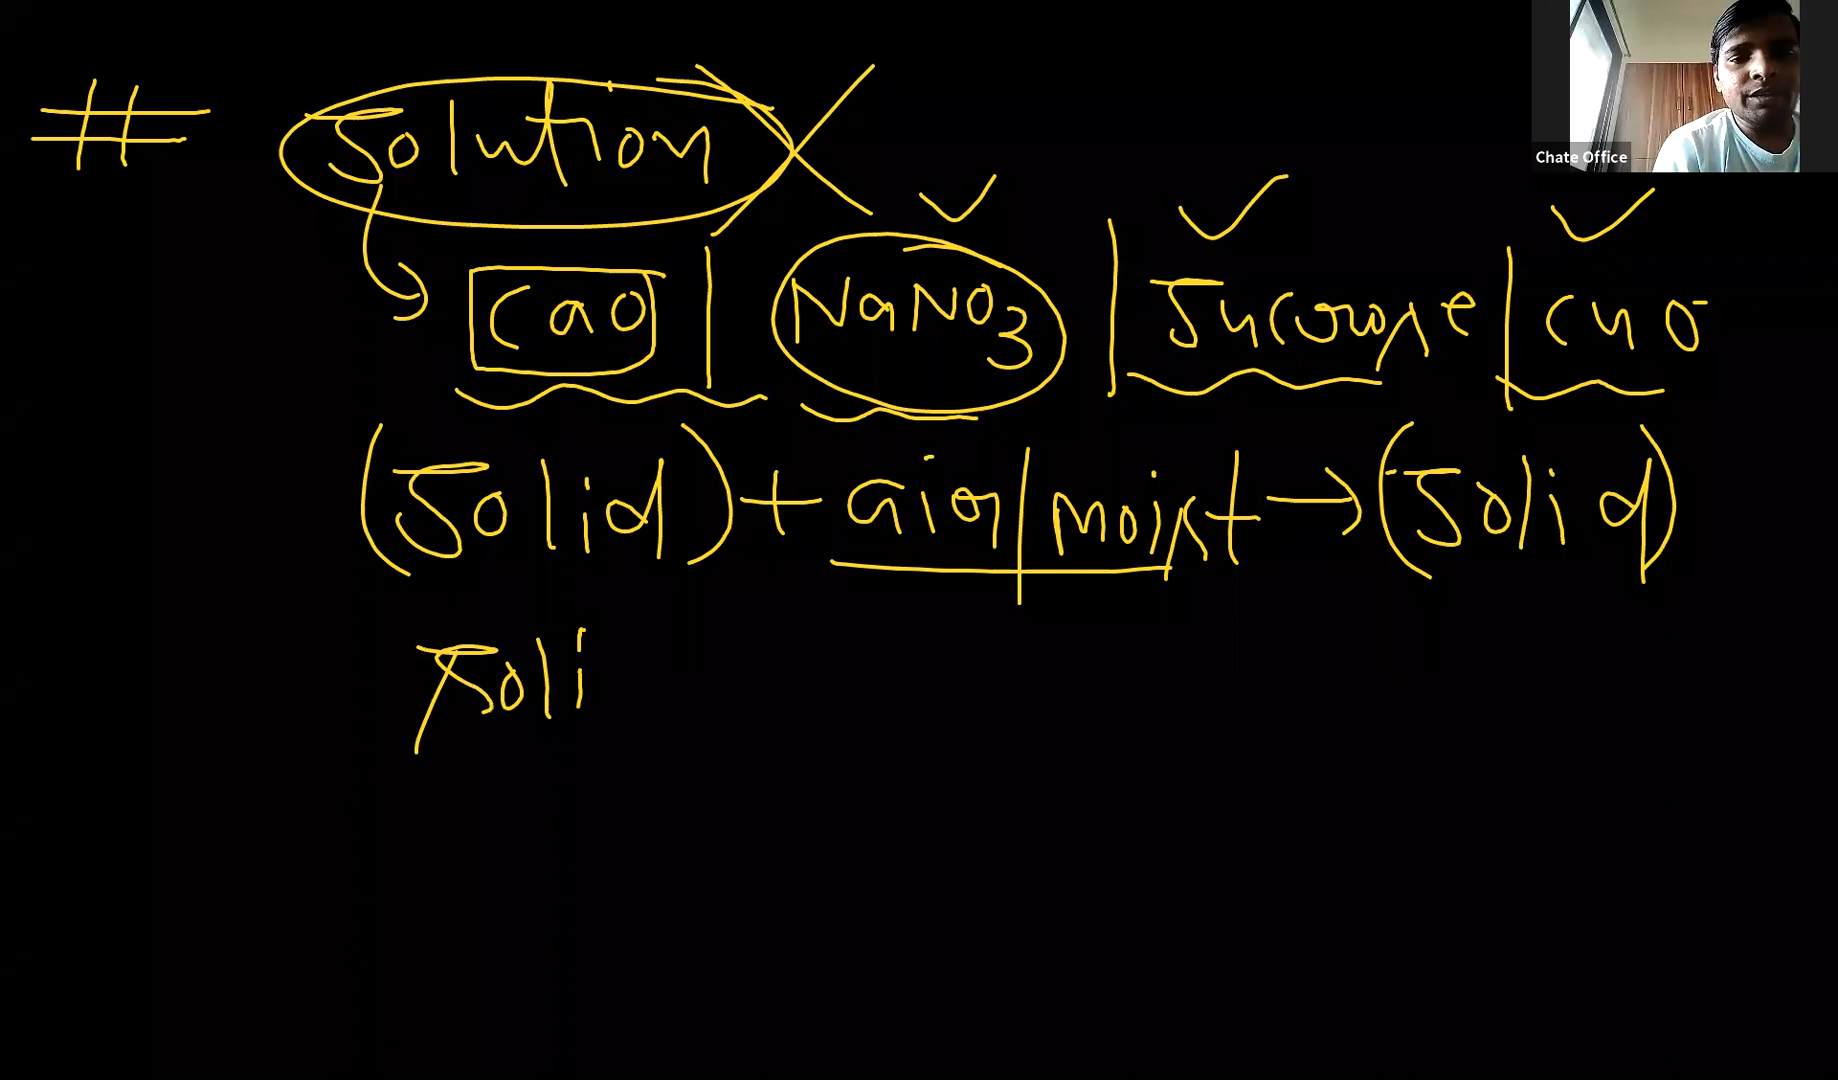 # Solution
Chate Office
CaO | NaNO3 | Sucrose | CuO
(Solid) + air/moist → (Solid)
Soli